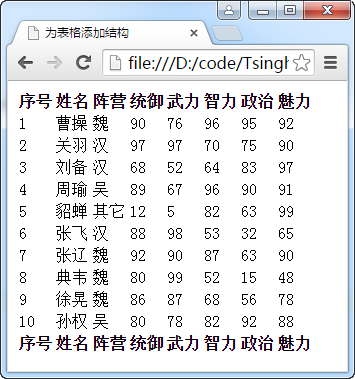 为表格添加结构
file:///D:/code/Tsingh
序号 姓名 阵营 统御 武力 智力 政治 魅力
1 曹操 魏 90 76 96 95 92
2 关羽 汉 97 97 70 75 90
3 刘备 汉 68 52 64 83 97
4 周瑜 吴 89 67 96 90 91
5 貂蝉 其它 12 5 82 63 99
6 张飞 汉 88 98 53 32 65
7 张辽 魏 92 90 87 63 90
8 典韦 魏 80 99 52 15 48
9 徐晃 魏 86 87 68 56 78
10 孙权 吴 80 78 82 92 88
序号 姓名 阵营 统御 武力 智力 政治 魅力